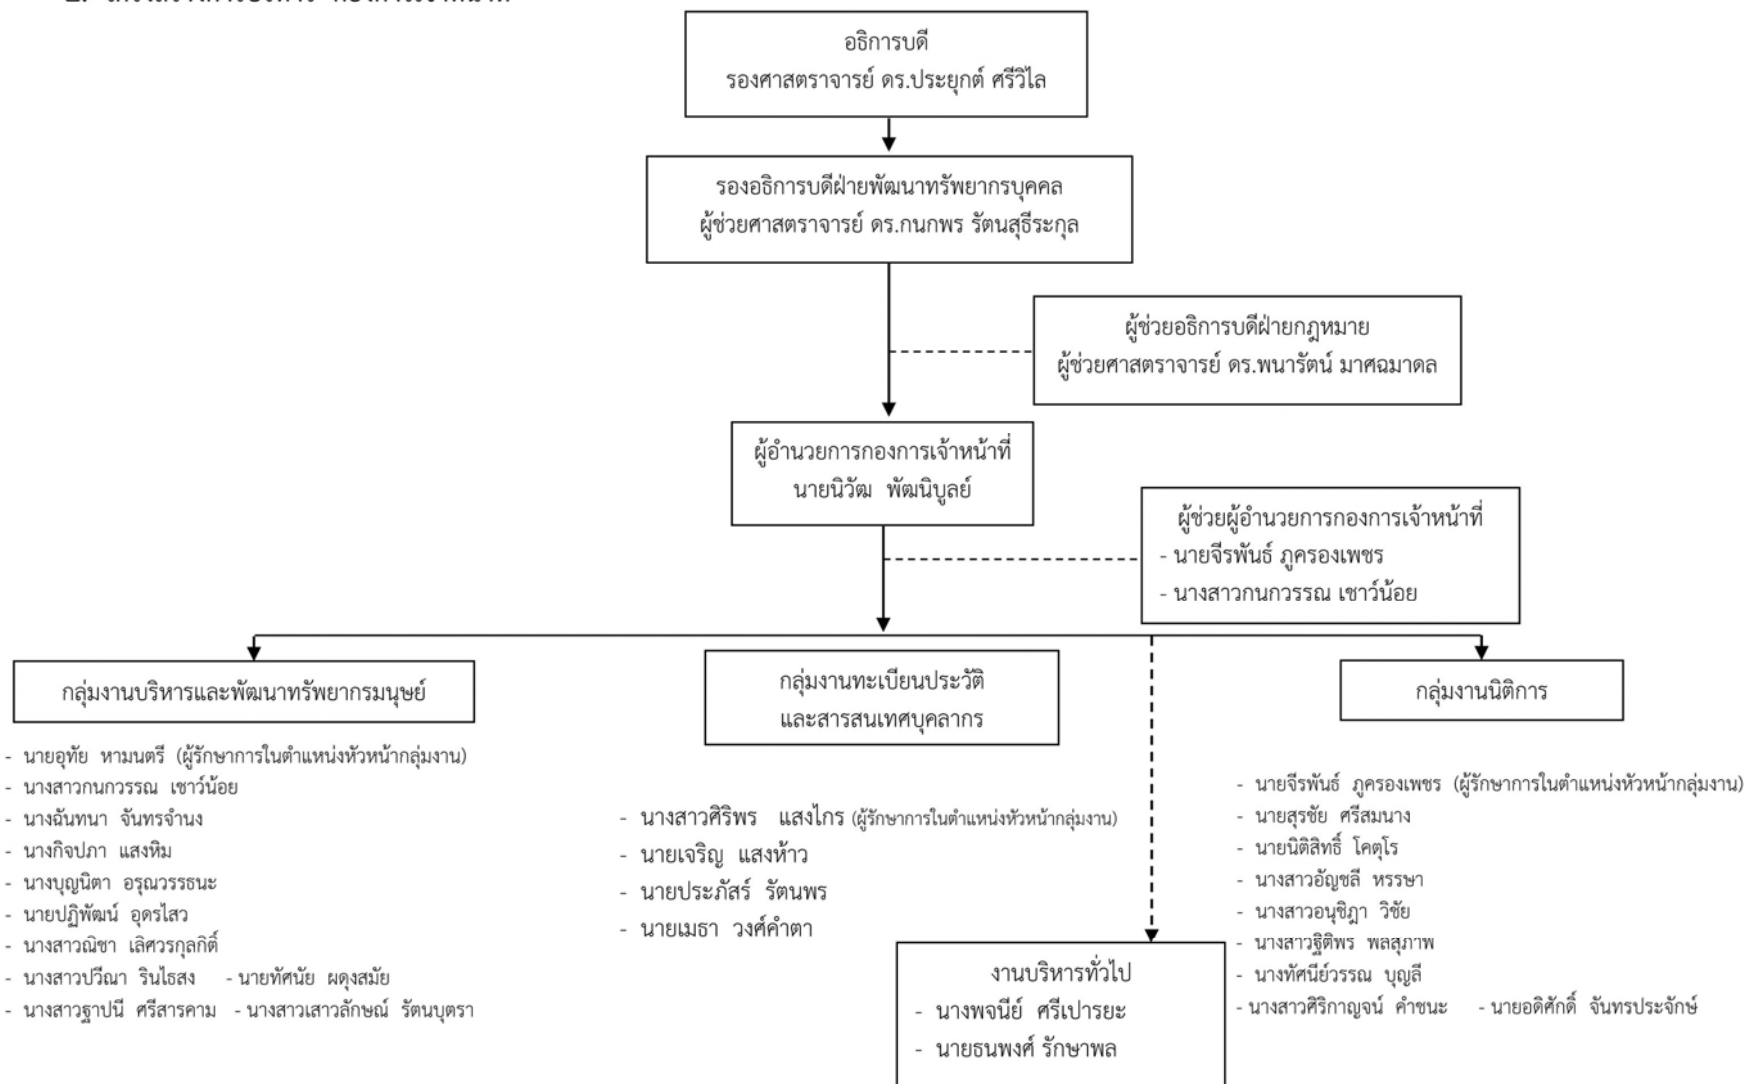 อธิการบดี
รองศาสตราจารย์ ดร.ประยุกต์ ศรีวิไล
รองอธิการบดีฝ่ายพัฒนาทรัพยากรบุคคล
ผู้ช่วยศาสตราจารย์ ดร.กนกพร รัตนสุธีระกุล
ผู้ช่วยอธิการบดีฝ่ายกฎหมาย
ผู้ช่วยศาสตราจารย์ ดร.พนารัตน์ มาศฉมาดล
ผู้อำนวยการกองการเจ้าหน้าที่
นายนิวัฒ พัฒนิบูลย์
ผู้ช่วยผู้อำนวยการกองการเจ้าหน้าที่
- นายจีรพันธ์ ภูครองเพชร
- นางสาวกนกวรรณ เชาว์น้อย
กลุ่มงานบริหารและพัฒนาทรัพยากรมนุษย์
- นายอุทัย หามนตรี (ผู้รักษาการในตำแหน่งหัวหน้ากลุ่มงาน)
- นางสาวกนกวรรณ เชาว์น้อย
- นางฉันทนา จันทรจำนง
- นางกิจปภา แสงหิม
- นางบุญนิตา อรุณวรรธนะ
- นายปฏิพัฒน์ อุดรไสว
- นางสาวณิชา เลิศวรกุลกิติ์
- นางสาวปวีณา รินไธสง - นายทัศนัย ผดุงสมัย
- นางสาวฐาปนี ศรีสารคาม - นางสาวเสาวลักษณ์ รัตนบุตรา
กลุ่มงานทะเบียนประวัติ
และสารสนเทศบุคลากร
- นางสาวศิริพร แสงไกร (ผู้รักษาการในตำแหน่งหัวหน้ากลุ่มงาน)
- นายเจริญ แสงห้าว
- นายประภัสร์ รัตนพร
- นายเมธา วงศ์คำตา
งานบริหารทั่วไป
- นางพจนีย์ ศรีเปารยะ
- นายธนพงศ์ รักษาพล
กลุ่มงานนิติการ
- นายจีรพันธ์ ภูครองเพชร (ผู้รักษาการในตำแหน่งหัวหน้ากลุ่มงาน)
- นายสุรชัย ศรีสมนาง
- นายนิติสิทธิ์ โคตุโร
- นางสาวอัญชลี หรรษา
- นางสาวอนุชิฎา วิชัย
- นางสาวฐิติพร พลสุภาพ
- นางทัศนีย์วรรณ บุญลี
- นางสาวศิริกาญจน์ คำชนะ - นายอดิศักดิ์ จันทรประจักษ์